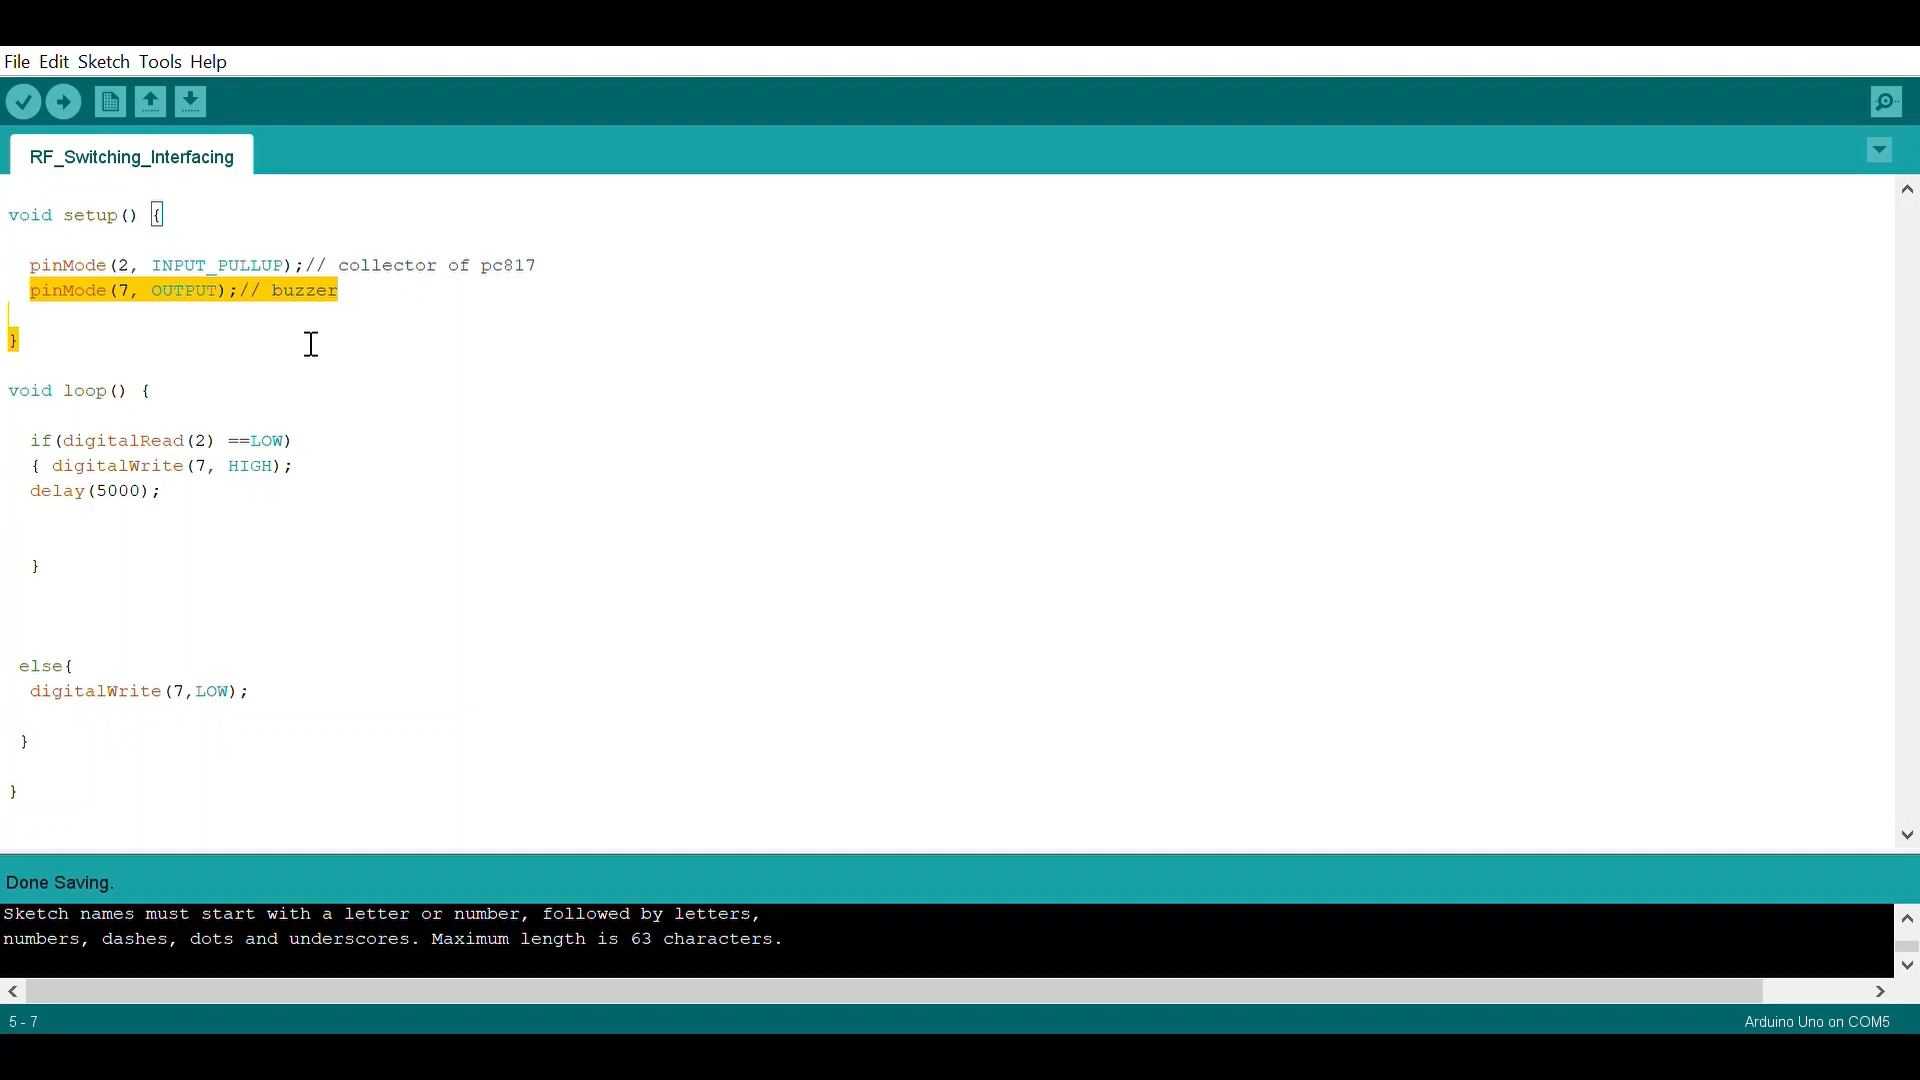 File Edit Sketch Tools Help
RF_Switching_Interfacing
void setup() {
pinMode(2, INPUT_PULLUP);// collector of pc817
pinMode(7, OUTPUT);// buzzer
}
void loop() {
if(digitalRead(2) ==LOW)
{ digitalWrite(7, HIGH);
delay(5000);
}
else{
digitalWrite(7,LOW);
}
}
Done Saving.
Sketch names must start with a letter or number, followed by letters,
numbers, dashes, dots and underscores. Maximum length is 63 characters.
5 - 7
Arduino Uno on COM5